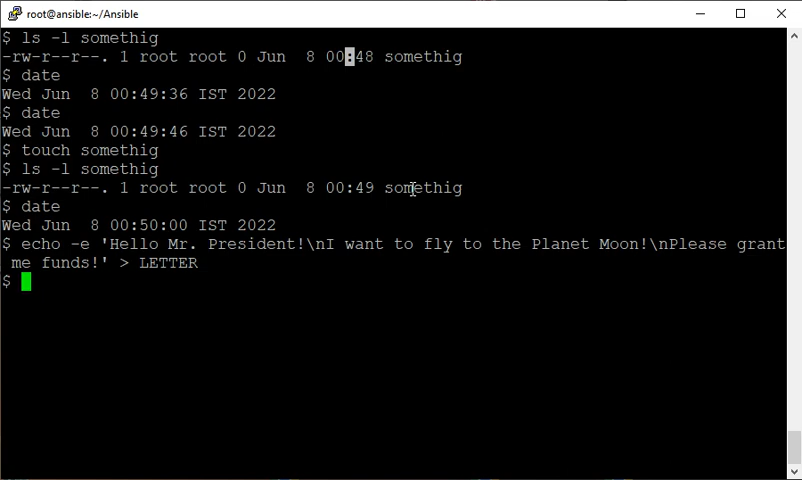 root@ansible:~/Ansible
$ ls -l somethig
-rw-r--r--. 1 root root 0 Jun  8 00:48 somethig
$ date
Wed Jun  8 00:49:36 IST 2022
$ date
Wed Jun  8 00:49:46 IST 2022
$ touch somethig
$ ls -l somethig
-rw-r--r--. 1 root root 0 Jun  8 00:49 somethig
$ date
Wed Jun  8 00:50:00 IST 2022
$ echo -e 'Hello Mr. President!\nI want to fly to the Planet Moon!\nPlease grant
 me funds!' > LETTER
$